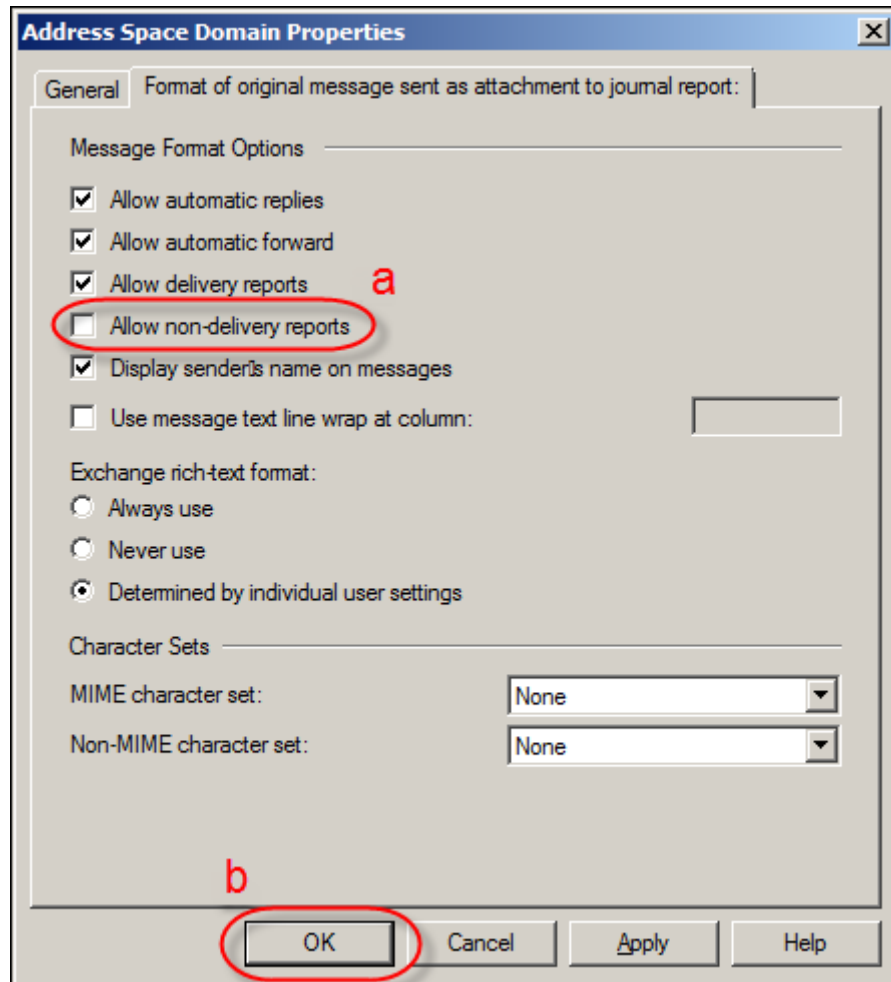 Address Space Domain Properties
General Format of original message sent as attachment to journal report:
Message Format Options
Allow automatic replies
Allow automatic forward
Allow delivery reports a
Allow non-delivery reports
Display sender▯s name on messages
Use message text line wrap at column:
Exchange rich-text format:
Always use
Never use
Determined by individual user settings
Character Sets
MIME character set: None
Non-MIME character set: None
b
OK Cancel Apply Help